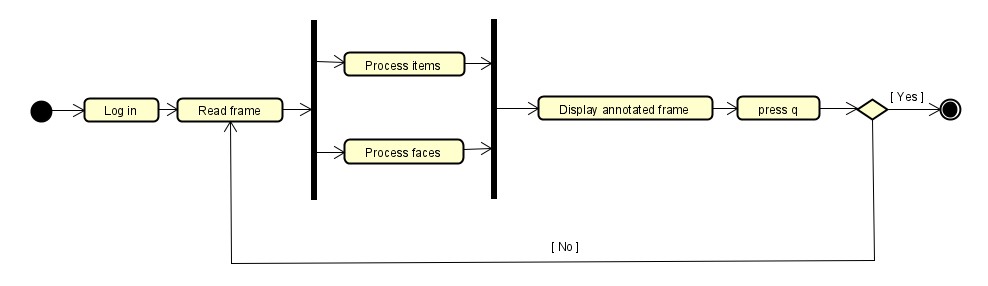 Process items
[ Yes ]
Log in
Read frame
Display annotated frame
press q
Process faces
[ No ]